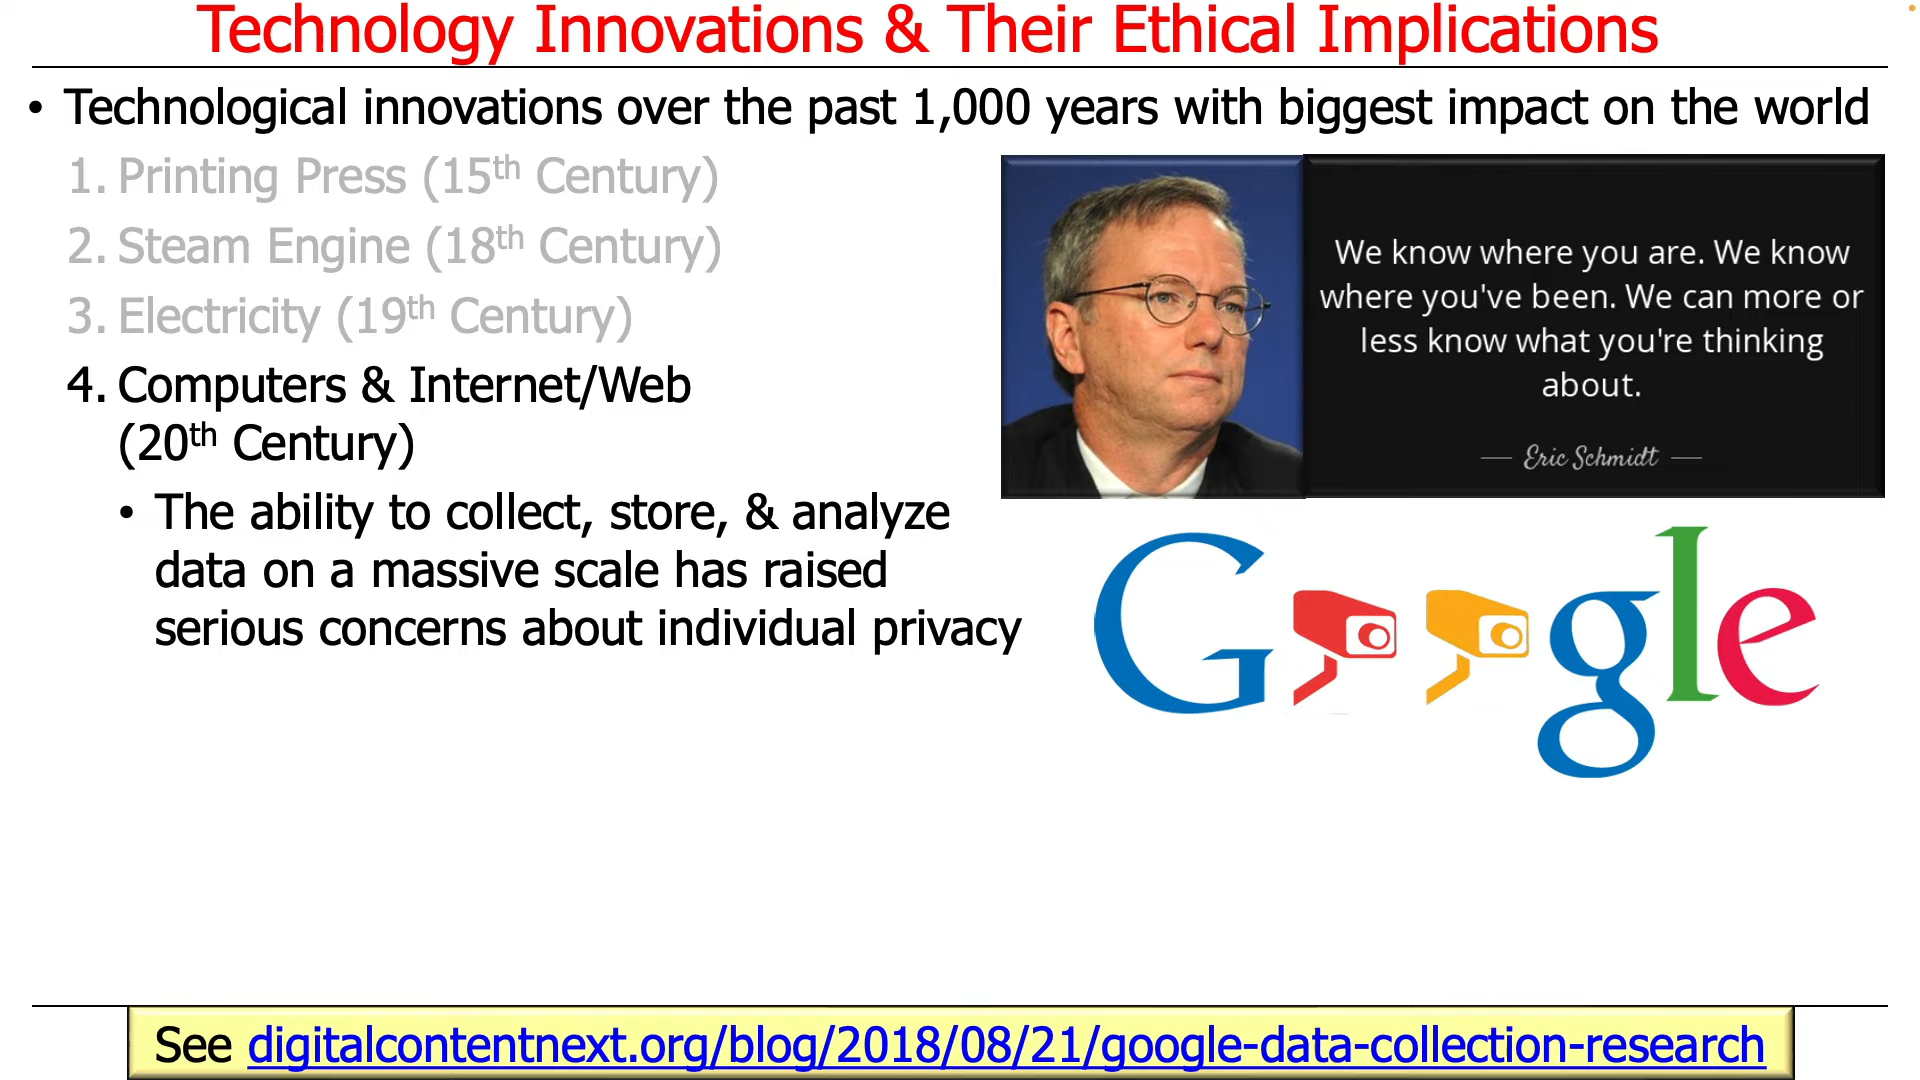 Technology Innovations & Their Ethical Implications
• Technological innovations over the past 1,000 years with biggest impact on the world
1. Printing Press (15th Century)
2. Steam Engine (18th Century)
3. Electricity (19th Century)
4. Computers & Internet/Web
(20th Century)
• The ability to collect, store, & analyze
data on a massive scale has raised
serious concerns about individual privacy
We know where you are. We know
where you've been. We can more or
less know what you're thinking
about.
— Eric Schmidt —
Google
See digitalcontentnext.org/blog/2018/08/21/google-data-collection-research